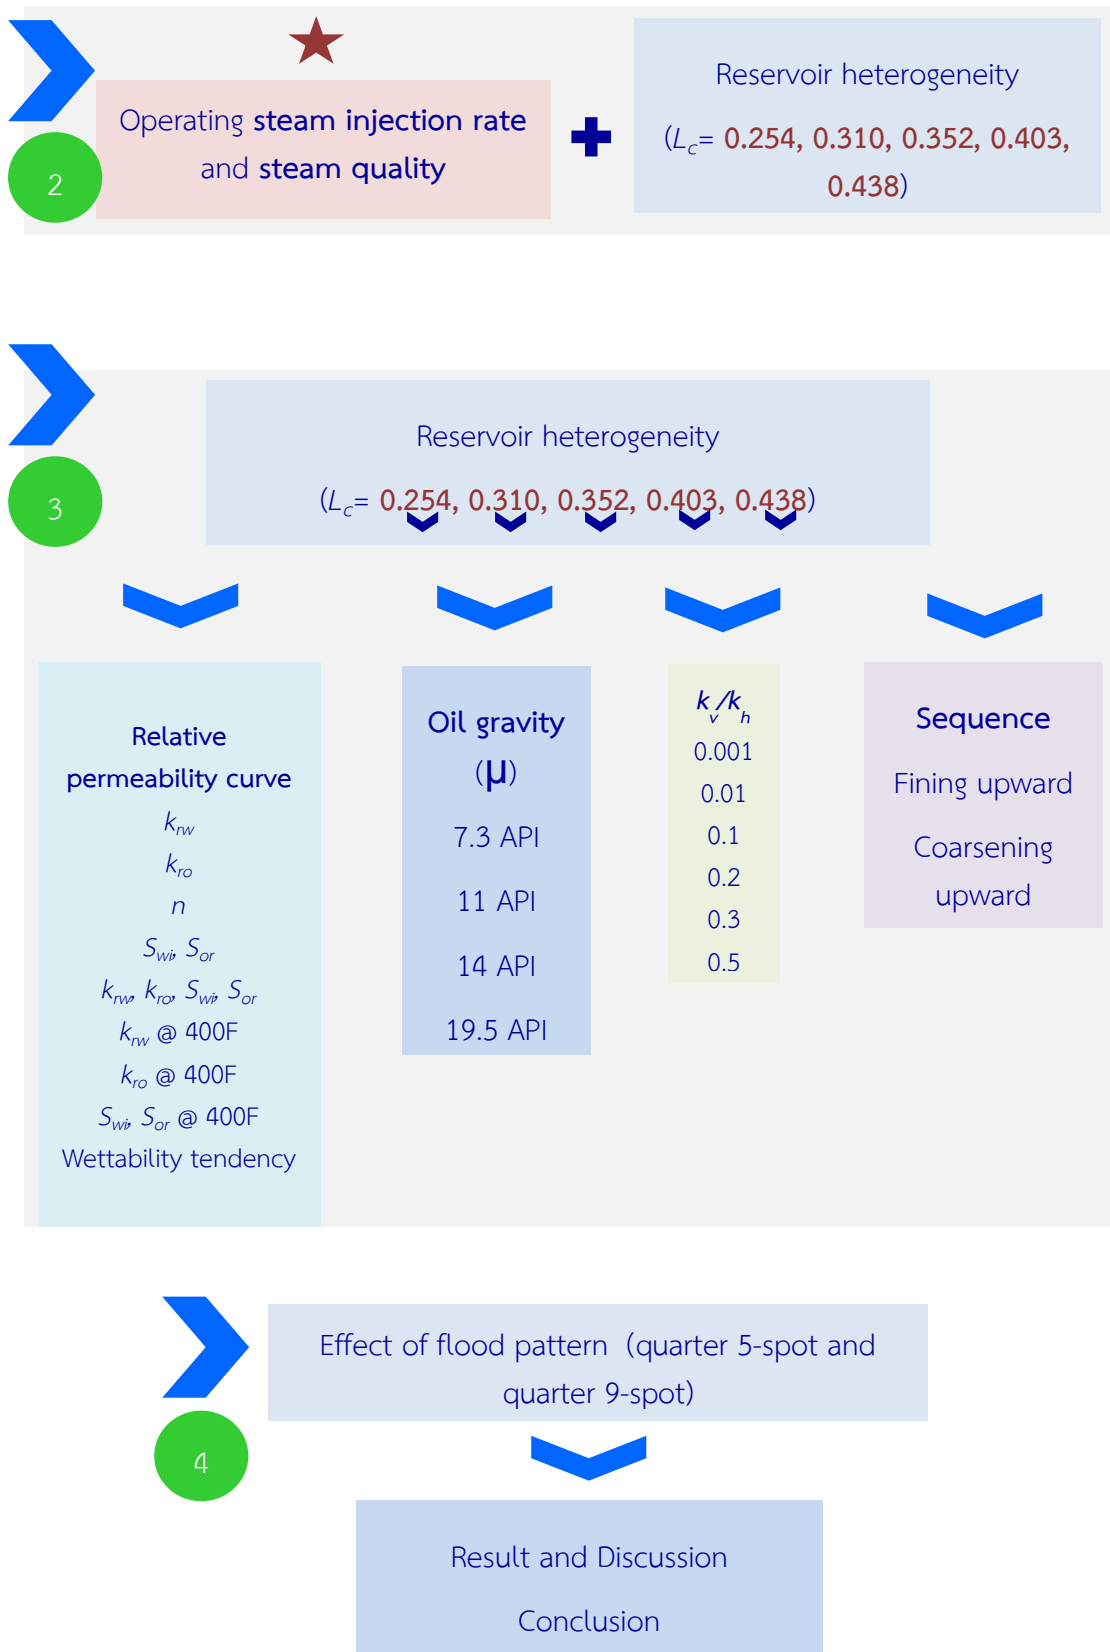 2
Operating steam injection rate
and steam quality
Reservoir heterogeneity
(Lc= 0.254, 0.310, 0.352, 0.403,
0.438)
3
Reservoir heterogeneity
(Lc= 0.254, 0.310, 0.352, 0.403, 0.438)
Relative
permeability curve
krw
kro
n
Swi, Sor
krw, kro, Swi, Sor
krw @ 400F
kro @ 400F
Swi, Sor @ 400F
Wettability tendency
Oil gravity
(μ)
7.3 API
11 API
14 API
19.5 API
kv/kh
0.001
0.01
0.1
0.2
0.3
0.5
Sequence
Fining upward
Coarsening
upward
4
Effect of flood pattern (quarter 5-spot and
quarter 9-spot)
Result and Discussion
Conclusion